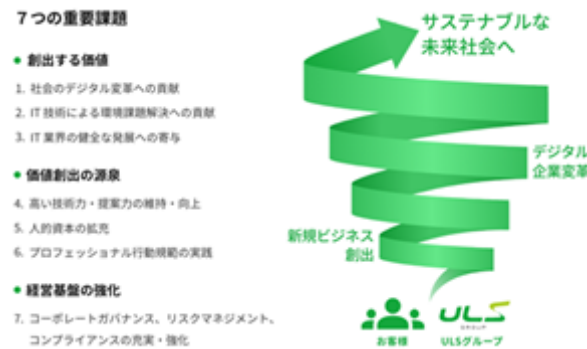 ７つの重要課題
● 創出する価値
1. 社会のデジタル変革への貢献
2. IT 技術による環境課題解決への貢献
3. IT 業界の健全な発展への寄与
● 価値創出の源泉
4. 高い技術力・提案力の維持・向上
5. 人的資本の拡充
6. プロフェッショナル行動規範の実践
● 経営基盤の強化
7. コーポレートガバナンス、リスクマネジメント、
コンプライアンスの充実・強化
サステナブルな
未来社会へ
デジタル
企業変革
新規ビジネス
創出
お客様
ULS
GROUP
ULSグループ